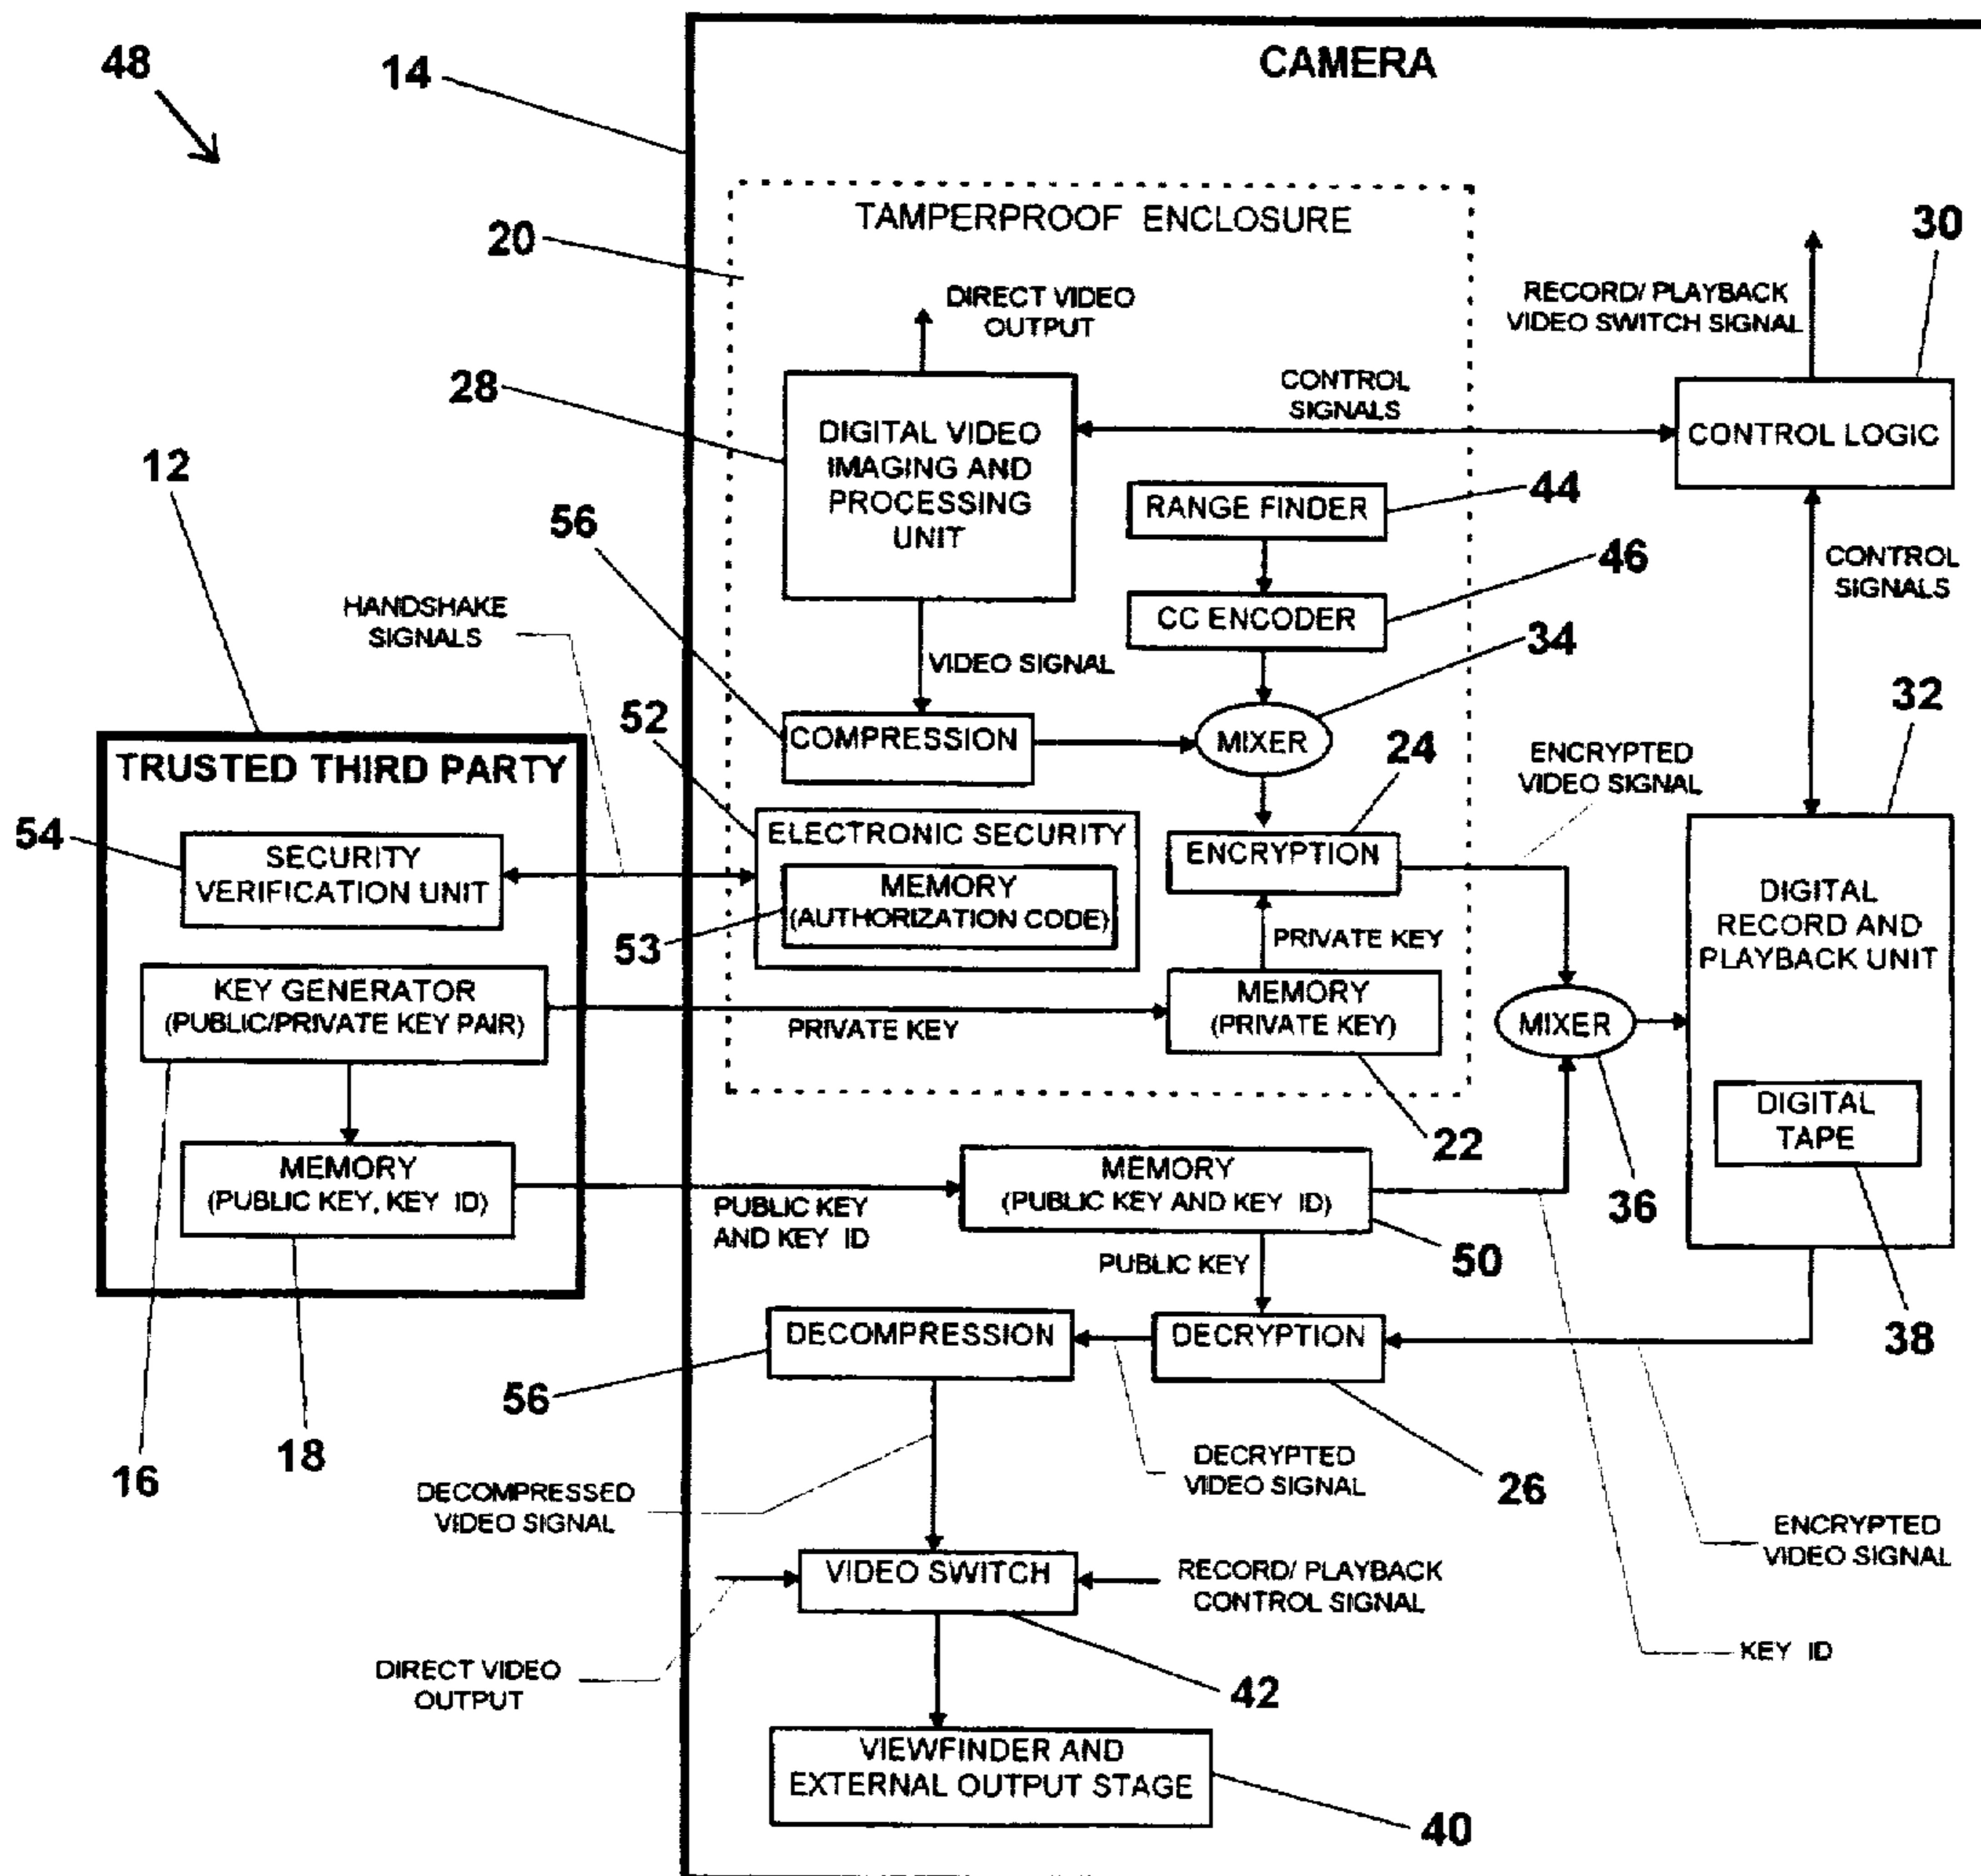 CAMERA
48
14
TAMPERPROOF ENCLOSURE
20
30
DIRECT VIDEO
OUTPUT
RECORD/ PLAYBACK
VIDEO SWITCH SIGNAL
28
DIGITAL VIDEO
IMAGING AND
PROCESSING
UNIT
CONTROL
SIGNALS
CONTROL LOGIC
12
RANGE FINDER
44
56
CONTROL
SIGNALS
46
HANDSHAKE
SIGNALS
CC ENCODER
VIDEO SIGNAL
34
52
32
COMPRESSION
MIXER
24
ENCRYPTED
VIDEO SIGNAL
TRUSTED THIRD PARTY
54
SECURITY
VERIFICATION UNIT
ELECTRONIC SECURITY
MEMORY
(AUTHORIZATION CODE)
53
ENCRYPTION
PRIVATE KEY
DIGITAL
RECORD AND
PLAYBACK UNIT
KEY GENERATOR
(PUBLIC/PRIVATE KEY PAIR)
PRIVATE KEY
MEMORY
(PRIVATE KEY)
MIXER
DIGITAL
TAPE
22
MEMORY
(PUBLIC KEY, KEY ID)
PUBLIC KEY
AND KEY ID
MEMORY
(PUBLIC KEY AND KEY ID)
36
50
PUBLIC KEY
DECOMPRESSION
DECRYPTION
38
56
16
18
DECOMPRESSED
VIDEO SIGNAL
DECRYPTED
VIDEO SIGNAL
26
ENCRYPTED
VIDEO SIGNAL
VIDEO SWITCH
RECORD/ PLAYBACK
CONTROL SIGNAL
KEY ID
DIRECT VIDEO
OUTPUT
42
VIEWFINDER AND
EXTERNAL OUTPUT STAGE
40